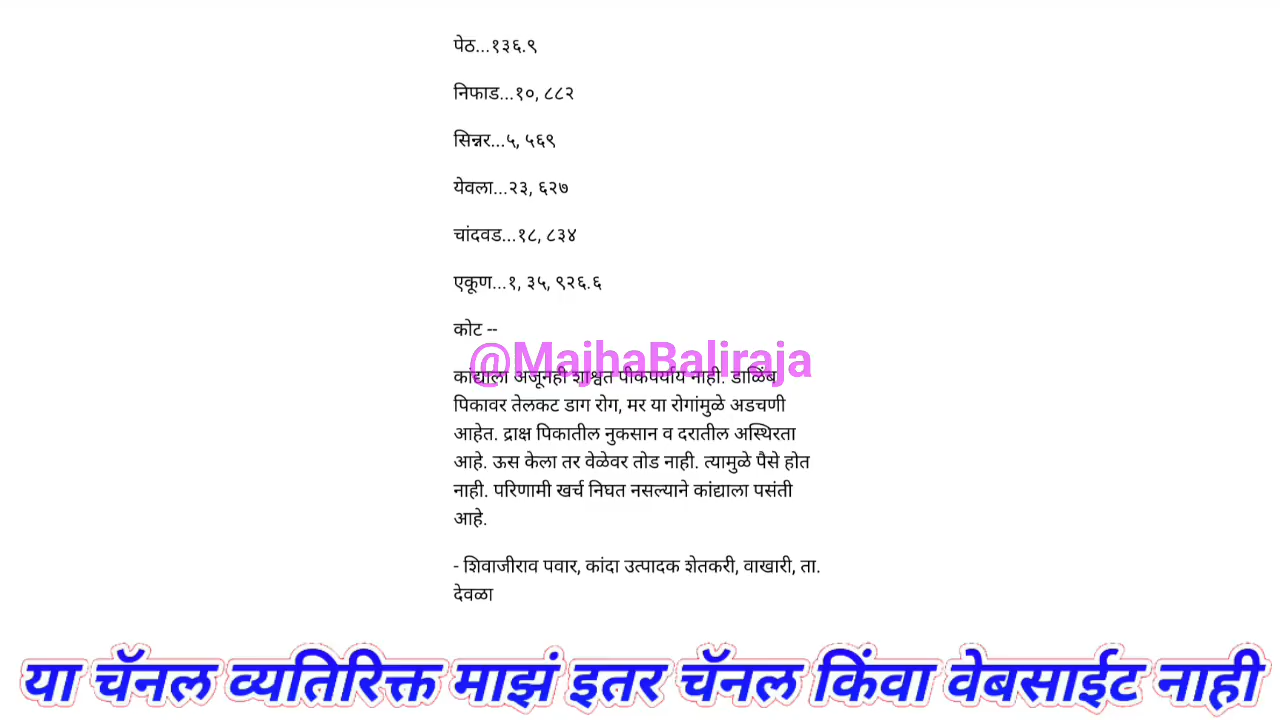 पेठ...१३६.९
निफाड...१०, ८८२
सिन्नर...५, ५६९
येवला...२३, ६२७
चांदवड...१८, ८३४
एकूण...१, ३५, ९२६.६
कोट --
@MajhaBaliraja
कांद्याला अजूनही शाश्वत पीकपर्याय नाही. डाळिंब
पिकावर तेलकट डाग रोग, मर या रोगांमुळे अडचणी
आहेत. द्राक्ष पिकातील नुकसान व दरातील अस्थिरता
आहे. ऊस केला तर वेळेवर तोड नाही. त्यामुळे पैसे होत
नाही. परिणामी खर्च निघत नसल्याने कांद्याला पसंती
आहे.
- शिवाजीराव पवार, कांदा उत्पादक शेतकरी, वाखारी, ता.
देवळा
या चॅनल व्यतिरिक्त माझं इतर चॅनल किंवा वेबसाईट नाही